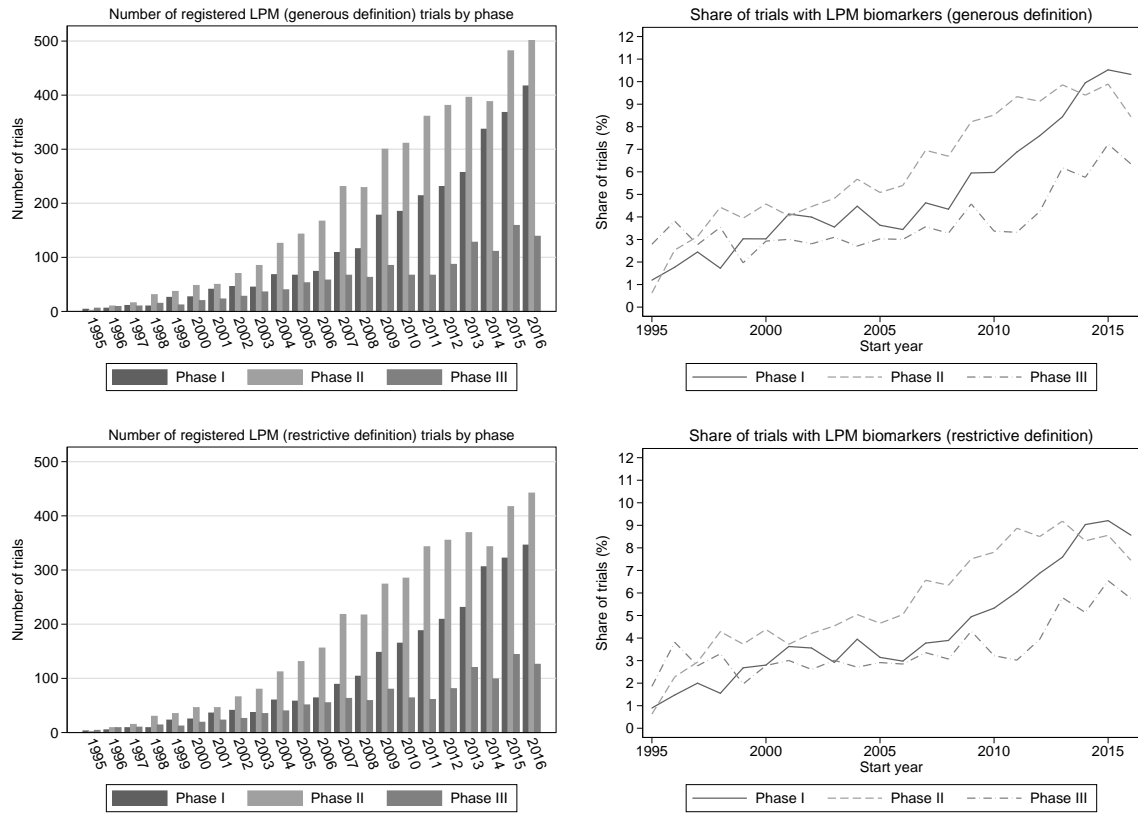 Number of registered LPM (generous definition) trials by phase
Number of trials
500
400
300
200
100
0
1995 1996 1997 1998 1999 2000 2001 2002 2003 2004 2005 2006 2007 2008 2009 2010 2011 2012 2013 2014 2015 2016
Phase I Phase II Phase III
Share of trials with LPM biomarkers (generous definition)
Share of trials (%)
12
11
10
9
8
7
6
5
4
3
2
1
0
1995 2000 2005 2010 2015
Start year
Phase I Phase II Phase III
Number of registered LPM (restrictive definition) trials by phase
Number of trials
500
400
300
200
100
0
1995 1996 1997 1998 1999 2000 2001 2002 2003 2004 2005 2006 2007 2008 2009 2010 2011 2012 2013 2014 2015 2016
Phase I Phase II Phase III
Share of trials with LPM biomarkers (restrictive definition)
Share of trials (%)
12
11
10
9
8
7
6
5
4
3
2
1
0
1995 2000 2005 2010 2015
Start year
Phase I Phase II Phase III